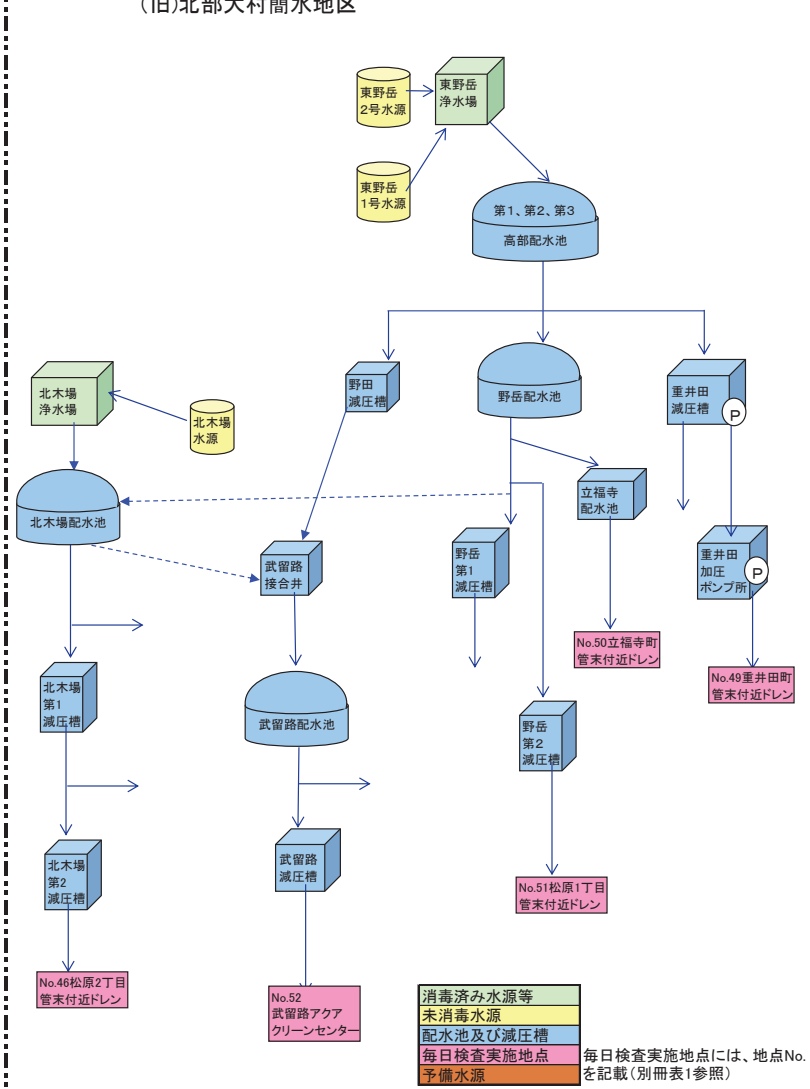 (旧)北部大村簡水地区
東野岳
2号水源
東野岳
浄水場
東野岳
1号水源
第1、第2、第3
高部配水池
北木場
浄水場
北木場
水源
野田
減圧槽
野岳配水池
重井田
減圧槽
P
北木場配水池
立福寺
配水池
武留路
接合井
野岳
第1
減圧槽
重井田
加圧
ポンプ所
P
No.50立福寺町
管末付近ドレン
No.49重井田町
管末付近ドレン
北木場
第1
減圧槽
武留路配水池
野岳
第2
減圧槽
北木場
第2
減圧槽
武留路
減圧槽
No.51松原1丁目
管末付近ドレン
No.46松原2丁目
管末付近ドレン
No.52
武留路アクア
クリーンセンター
消毒済み水源等
未消毒水源
配水池及び減圧槽
毎日検査実施地点
予備水源
毎日検査実施地点には、地点No.
を記載(別冊表1参照)